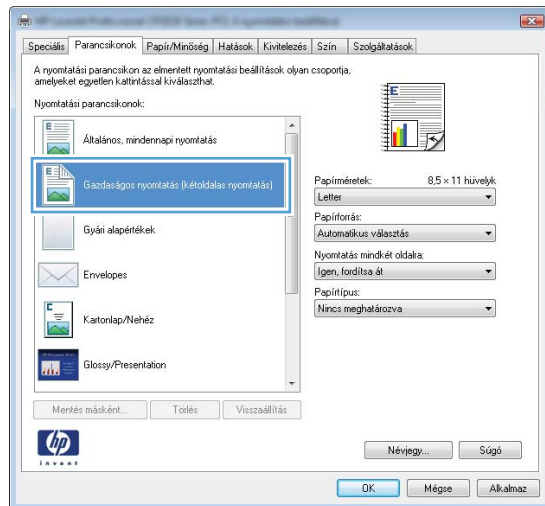 Speciális Parancsikonok Papír/Minőség Hatások Kivitelezés Szín Szolgáltatások
A nyomtatási parancsikon az elmentett nyomtatási beállítások olyan csoportja,
amelyeket egyetlen kattintással kiválaszthat.
Nyomtatási parancsikonok:
Általános, mindennapi nyomtatás
Gazdaságos nyomtatás (kétoldalas nyomtatás)
Gyári alapértékek
Envelopes
Kartonlap/Nehéz
Glossy/Presentation
Papírméretek: 8,5 × 11 hüvelyk
Letter
Papírforrás:
Automatikus választás
Nyomtatás mindkét oldalra:
Igen, fordítsa át
Papírtípus:
Nincs meghatározva
Mentés másként... Törlés Visszaállítás
hp
invent
Névjegy... Súgó
OK Mégse Alkalmaz